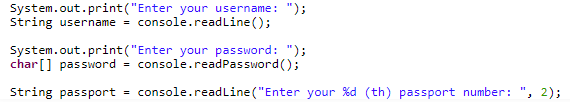 System.out.print("Enter your username: ");
String username = console.readLine();
System.out.print("Enter your password: ");
char[] password = console.readPassword();
String passport = console.readLine("Enter your %d (th) passport number: ", 2);